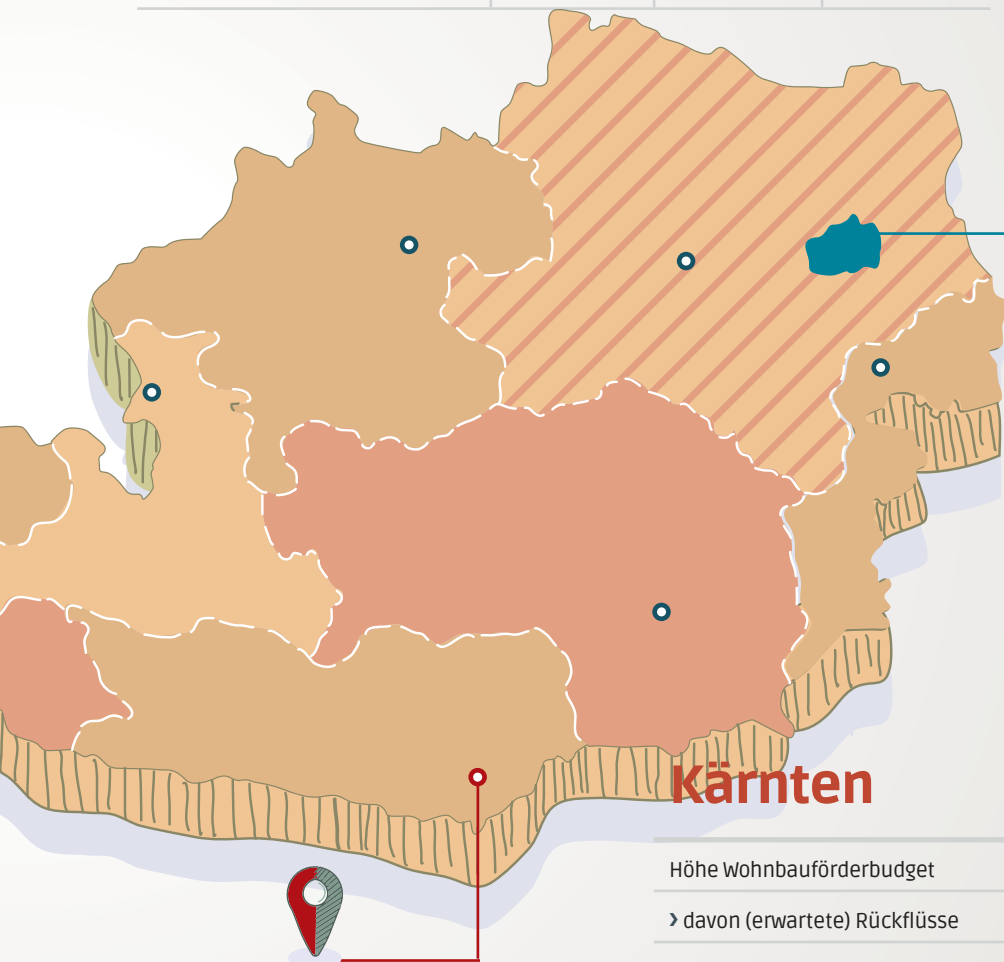 Kärnten
Höhe Wohnbauförderbudget
› davon (erwartete) Rückflüsse